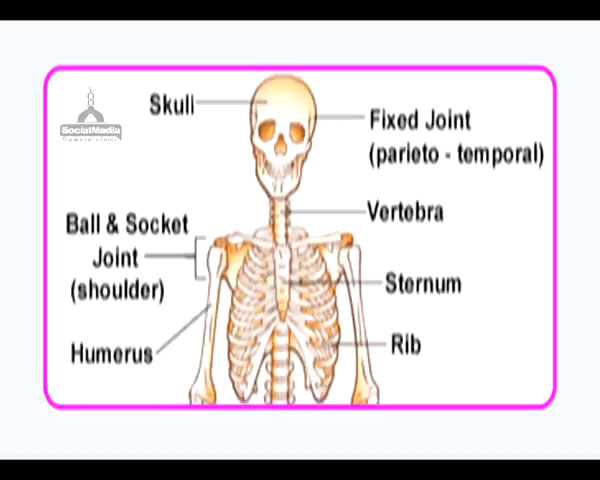 Skull
Fixed Joint
(parieto - temporal)
SocialMedia
Vertebra
Ball & Socket
Joint
(shoulder)
Sternum
Humerus
Rib